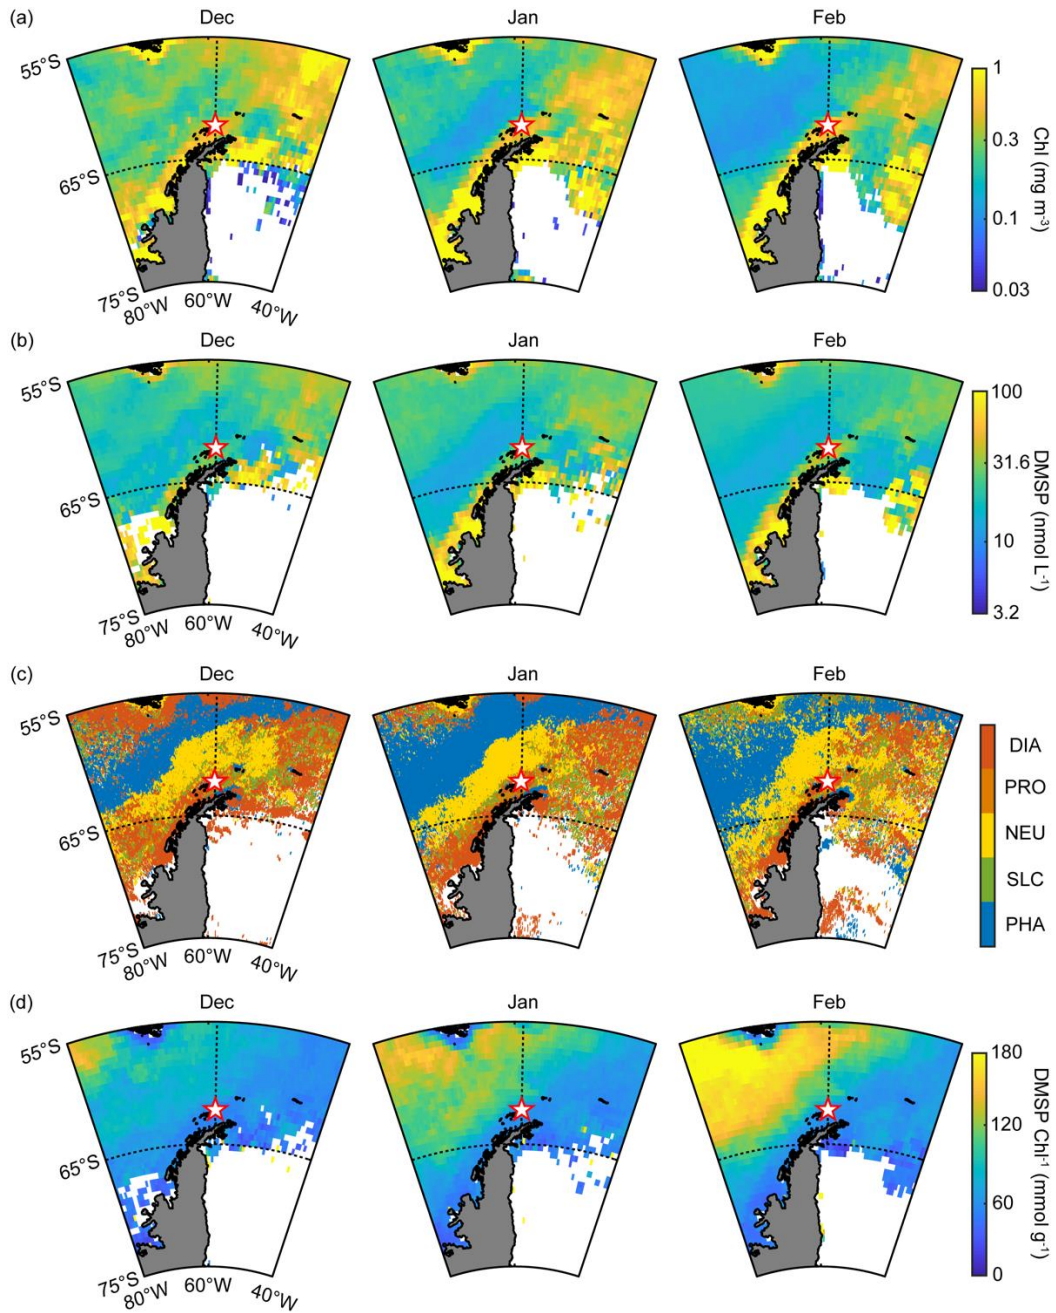 (a)
Dec
Jan
Feb
55°S
65°S
75°S
80°W
60°W
40°W
1
0.3
0.1
0.03
Chl (mg m⁻³)
(b)
Dec
Jan
Feb
55°S
65°S
75°S
80°W
60°W
40°W
100
31.6
10
3.2
DMSP (nmol L⁻¹)
(c)
Dec
Jan
Feb
55°S
65°S
75°S
80°W
60°W
40°W
DIA
PRO
NEU
SLC
PHA
(d)
Dec
Jan
Feb
55°S
65°S
75°S
80°W
60°W
40°W
180
120
60
0
DMSP Chl⁻¹ (mmol g⁻¹)